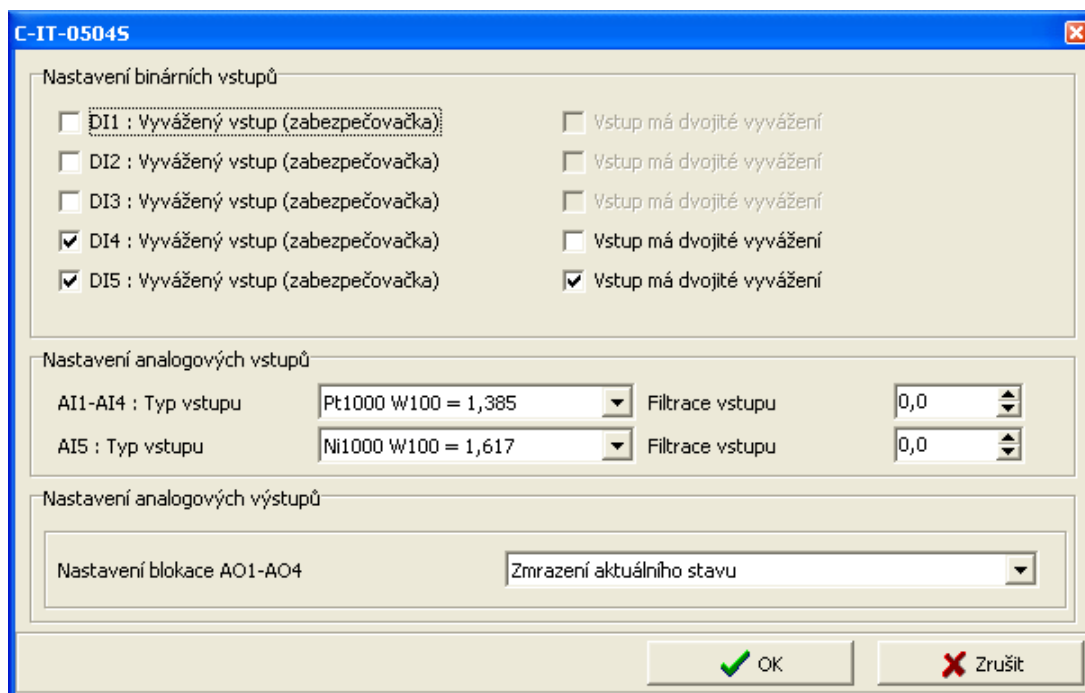 C-IT-0504S
Nastavení binárních vstupů
DI1 : Vyvážený vstup (zabezpečovačka) Vstup má dvojité vyvážení
DI2 : Vyvážený vstup (zabezpečovačka) Vstup má dvojité vyvážení
DI3 : Vyvážený vstup (zabezpečovačka) Vstup má dvojité vyvážení
DI4 : Vyvážený vstup (zabezpečovačka) Vstup má dvojité vyvážení
DI5 : Vyvážený vstup (zabezpečovačka) Vstup má dvojité vyvážení
Nastavení analogových vstupů
AI1-AI4 : Typ vstupu Pt1000 W100 = 1,385 Filtrace vstupu 0,0
AI5 : Typ vstupu Ni1000 W100 = 1,617 Filtrace vstupu 0,0
Nastavení analogových výstupů
Nastavení blokace AO1-AO4 Zmrazení aktuálního stavu
OK Zrušit